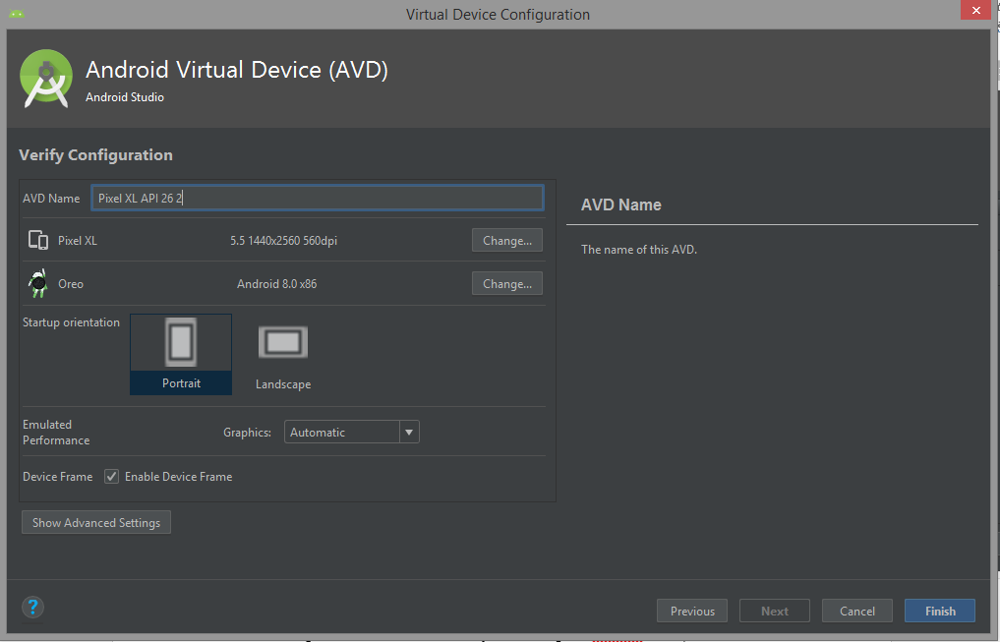 Virtual Device Configuration
Android Virtual Device (AVD)
Android Studio
Verify Configuration
AVD Name Pixel XL API 26 2
Pixel XL 5.5 1440x2560 560dpi Change...
Oreo Android 8.0 x86 Change...
Startup orientation
Portrait
Landscape
Emulated
Performance
Graphics: Automatic
Device Frame Enable Device Frame
Show Advanced Settings
AVD Name
The name of this AVD.
?
Previous Next Cancel Finish